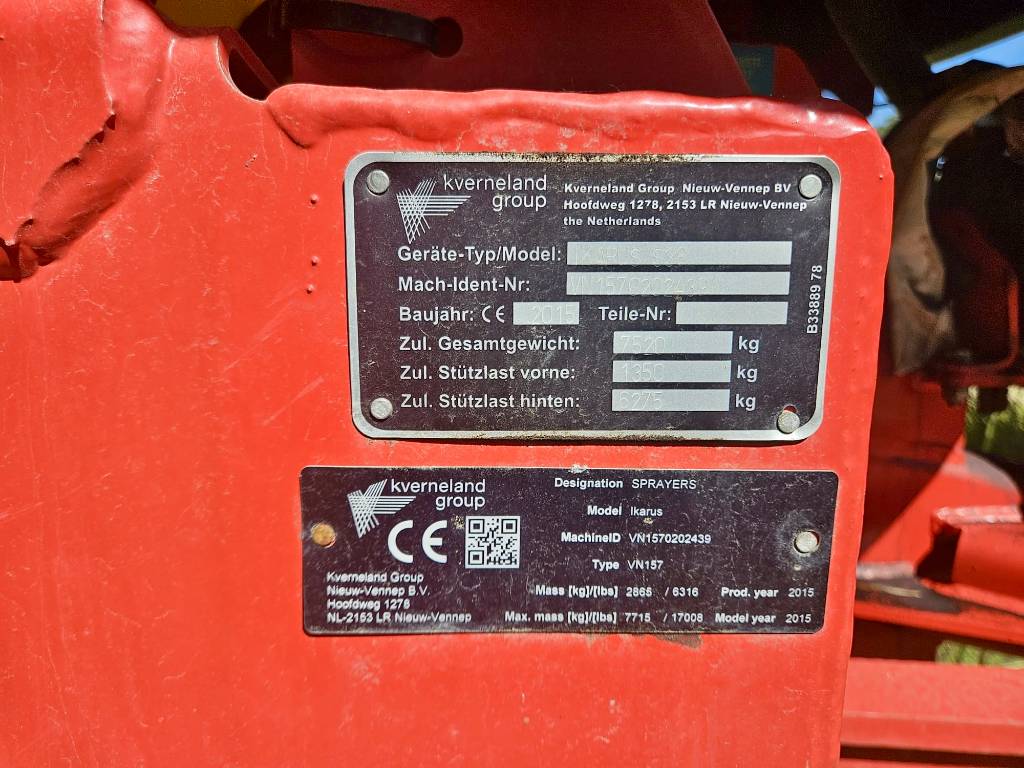 kverneland
group
Kverneland Group Nieuw-Vennep BV
Hoofdweg 1278, 2153 LR Nieuw-Vennep
the Netherlands
Geräte-Typ/Model: IKARUS S38
Mach-Ident-Nr: VN1570202439
Baujahr: CE 2015 Teile-Nr:
Zul. Gesamtgewicht: 7520 kg
Zul. Stützlast vorne: 1350 kg
Zul. Stützlast hinten: 6275 kg
B33889 78
kverneland
group
CE
Kverneland Group
Nieuw-Vennep B.V.
Hoofdweg 1278
NL-2153 LR Nieuw-Vennep
Designation SPRAYERS
Model Ikarus
MachineID VN1570202439
Type VN157
Mass [kg]/[lbs] 2865 / 6316 Prod. year 2015
Max. mass [kg]/[lbs] 7715 / 17008 Model year 2015